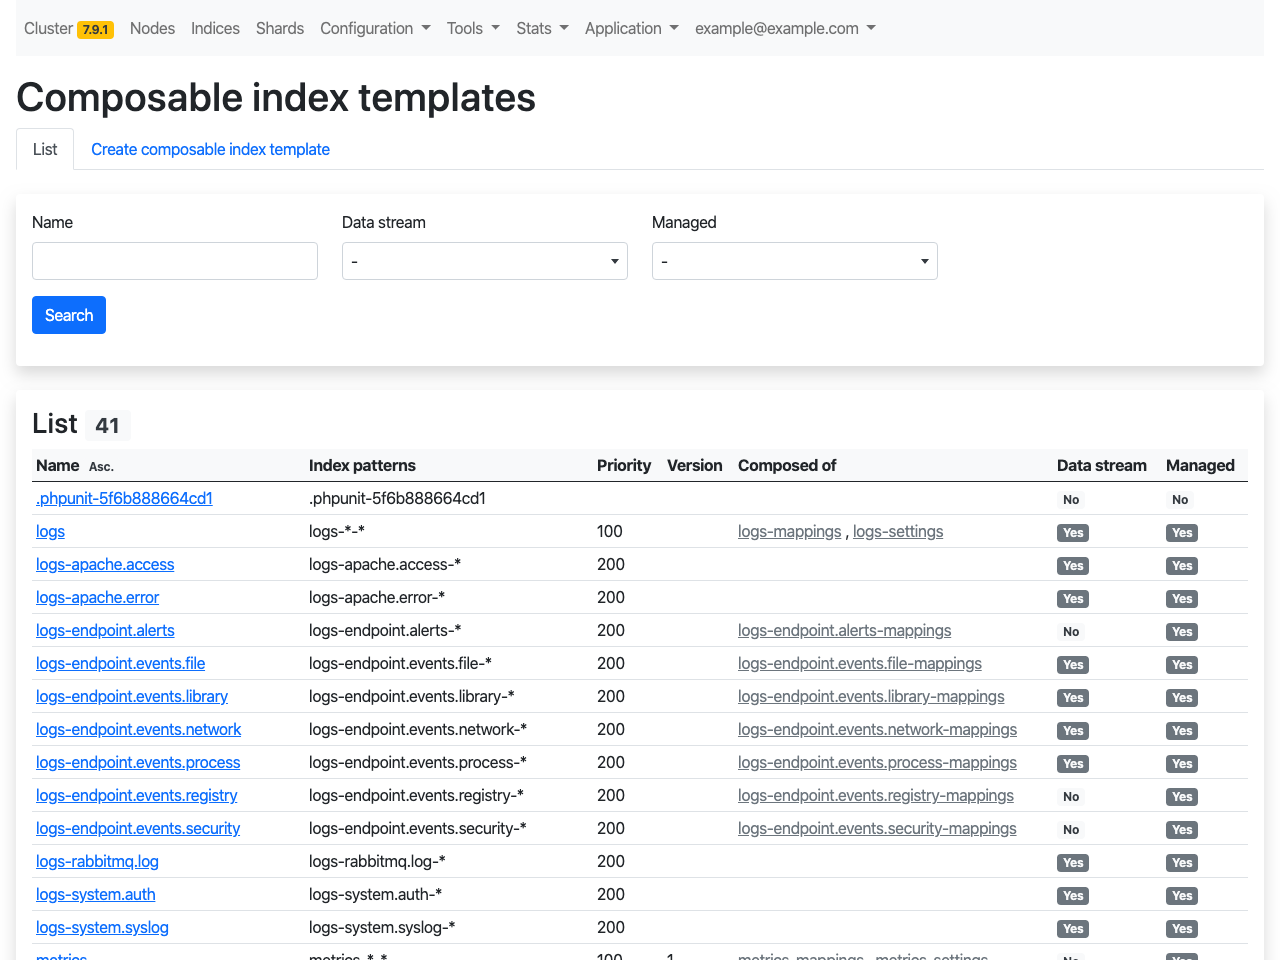 Cluster 7.9.1 Nodes Indices Shards Configuration Tools Stats Application example@example.com
Composable index templates
List Create composable index template
Name Data stream Managed
- -
Search
List 41
Name Asc. Index patterns Priority Version Composed of Data stream Managed
.phpunit-5f6b888664cd1 .phpunit-5f6b888664cd1 No No
logs logs-*-* 100 logs-mappings , logs-settings Yes Yes
logs-apache.access logs-apache.access-* 200 Yes Yes
logs-apache.error logs-apache.error-* 200 Yes Yes
logs-endpoint.alerts logs-endpoint.alerts-* 200 logs-endpoint.alerts-mappings No Yes
logs-endpoint.events.file logs-endpoint.events.file-* 200 logs-endpoint.events.file-mappings Yes Yes
logs-endpoint.events.library logs-endpoint.events.library-* 200 logs-endpoint.events.library-mappings Yes Yes
logs-endpoint.events.network logs-endpoint.events.network-* 200 logs-endpoint.events.network-mappings Yes Yes
logs-endpoint.events.process logs-endpoint.events.process-* 200 logs-endpoint.events.process-mappings Yes Yes
logs-endpoint.events.registry logs-endpoint.events.registry-* 200 logs-endpoint.events.registry-mappings No Yes
logs-endpoint.events.security logs-endpoint.events.security-* 200 logs-endpoint.events.security-mappings No Yes
logs-rabbitmq.log logs-rabbitmq.log-* 200 Yes Yes
logs-system.auth logs-system.auth-* 200 Yes Yes
logs-system.syslog logs-system.syslog-* 200 Yes Yes
metrics metrics-*-* 100 1 metrics-mappings , metrics-settings No Yes